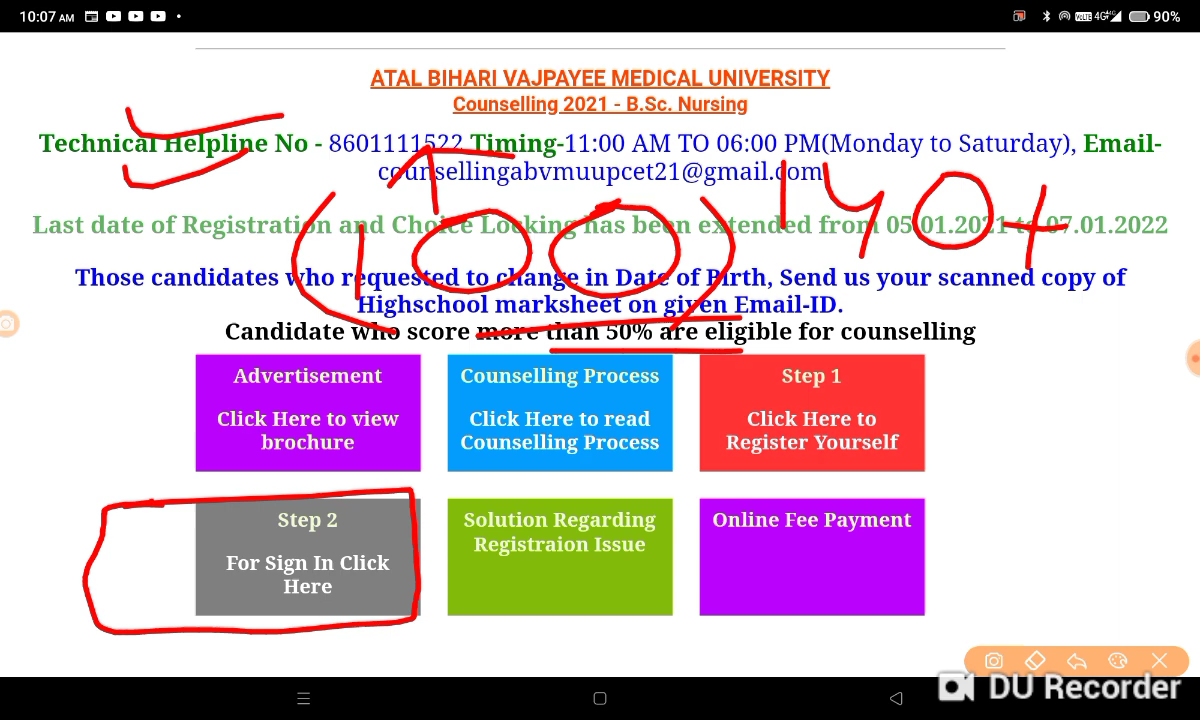 10:07 AM
4G+
90%
ATAL BIHARI VAJPAYEE MEDICAL UNIVERSITY
Counselling 2021 - B.Sc. Nursing
Technical Helpline No - 8601111522 Timing-11:00 AM TO 06:00 PM(Monday to Saturday), Email-
counsellingabvmuupcet21@gmail.com
Last date of Registration and Choice Locking has been extended from 05.01.2021 to 07.01.2022
Those candidates who requested to change in Date of Birth, Send us your scanned copy of
Highschool marksheet on given Email-ID.
Candidate who score more than 50% are eligible for counselling
(100) 140+
Advertisement
Click Here to view
brochure
Counselling Process
Click Here to read
Counselling Process
Step 1
Click Here to
Register Yourself
Step 2
For Sign In Click
Here
Solution Regarding
Registraion Issue
Online Fee Payment
DU Recorder